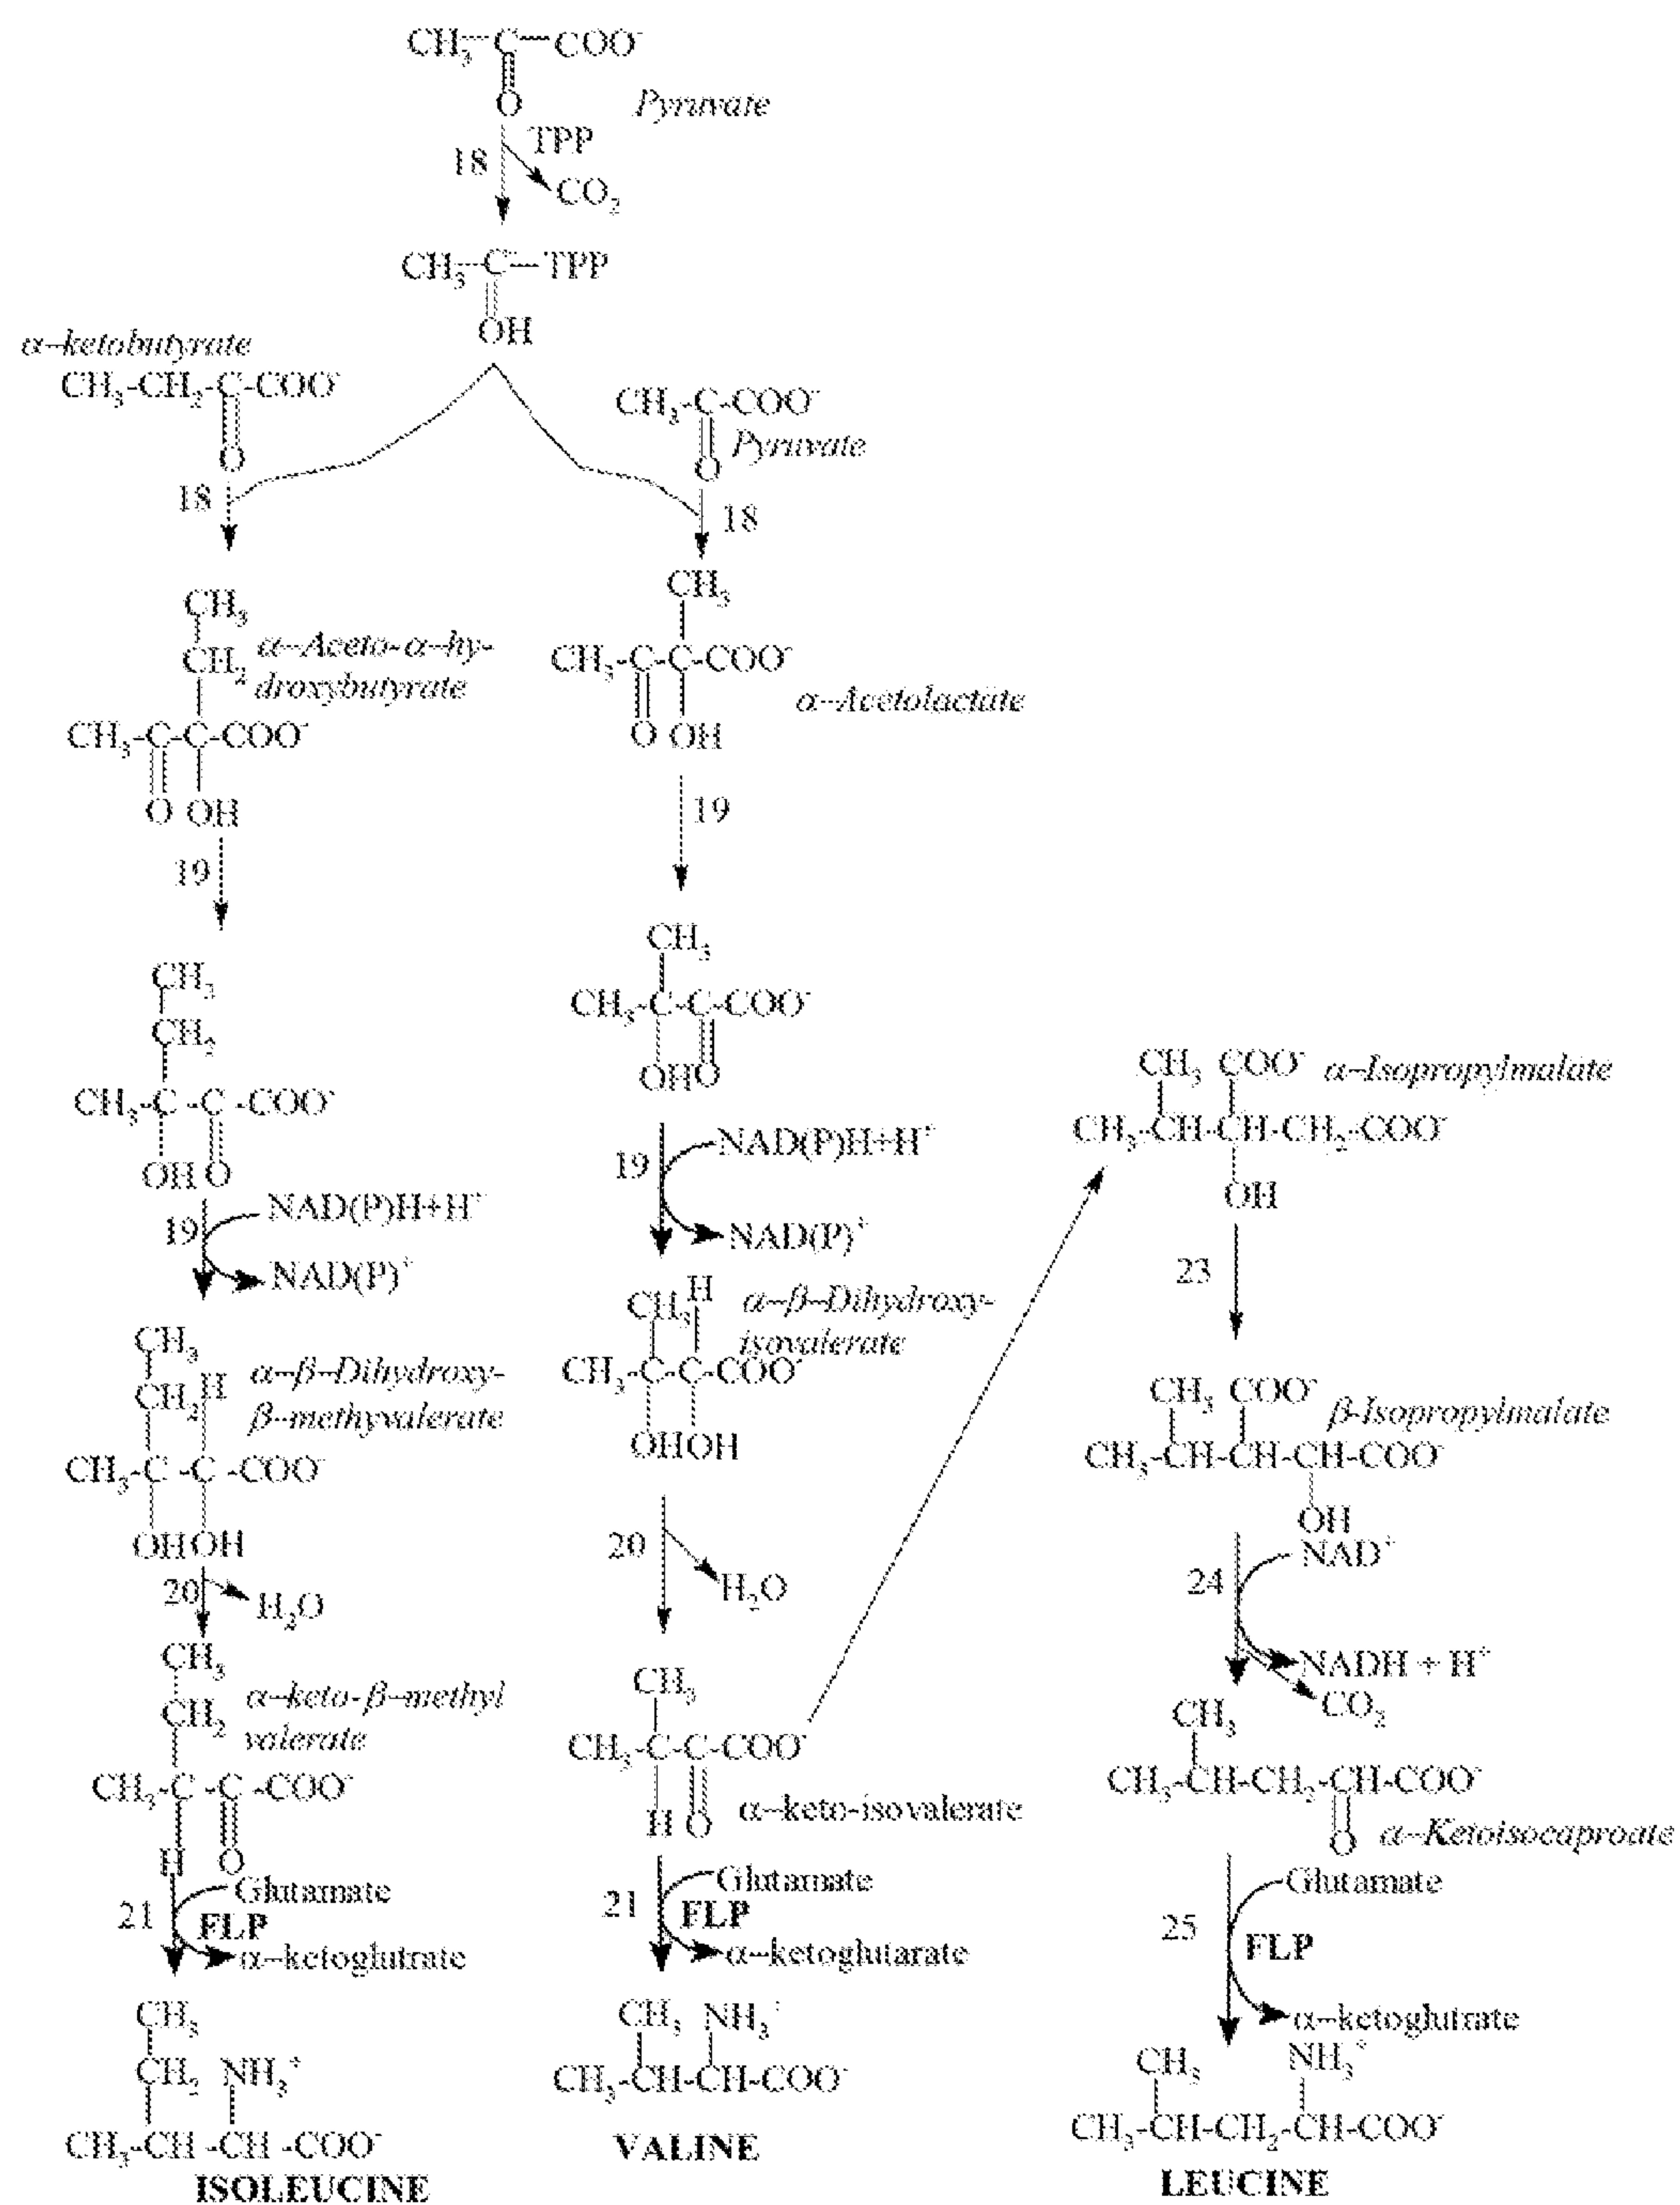 CH₃-C-COO⁻
O
Pyruvate
18
TPP
CO₂
CH₃-C-TPP
OH
α-ketobutyrate
CH₃-CH₂-C-COO⁻
O
18
CH₃-C-COO⁻
Pyruvate
O
18
CH₃
CH₂
α-Aceto-α-hy-
droxybutyrate
CH₃-C-C-COO⁻
O OH
19
CH₃
CH₃-C-C-COO⁻
α-Acetolactate
O OH
19
CH₃
CH₂
CH₃-C-C-COO⁻
OH O
19
NAD(P)H+H⁺
NAD(P)⁺
CH₃
CH₃-C-C-COO⁻
OHO
19
NAD(P)H+H⁺
NAD(P)⁺
CH₃
CH₂ H
α-β-Dihydroxy-
β-methyvalerate
CH₃-C-C-COO⁻
OHOH
20
H₂O
CH₃ H
α-β-Dihydroxy-
isovalerate
CH₃-C-C-COO⁻
OHOH
20
H₂O
CH₃
CH₂
α-keto-β-methyl
valerate
CH₃-C-C-COO⁻
H O
21
Glutamate
FLP
α-ketoglutrate
CH₃
CH₂ NH₃⁺
CH₃-CH-CH-COO⁻
ISOLEUCINE
CH₃
CH₃-C-C-COO⁻
H O
α-keto-isovalerate
21
Glutamate
FLP
α-ketoglutarate
CH₃ NH₃⁺
CH₃-CH-CH-COO⁻
VALINE
CH₃ COO⁻
α-Isopropylmalate
CH₃-CH-CH-CH₂-COO⁻
OH
23
CH₃ COO⁻
β-Isopropylmalate
CH₃-CH-CH-CH-COO⁻
OH
24
NAD⁺
NADH + H⁺
CO₂
CH₃
CH₃-CH-CH₂-CH-COO⁻
O
α-Ketoisocaproate
25
Glutamate
FLP
α-ketoglutrate
CH₃ NH₃⁺
CH₃-CH-CH₂-CH-COO⁻
LEUCINE